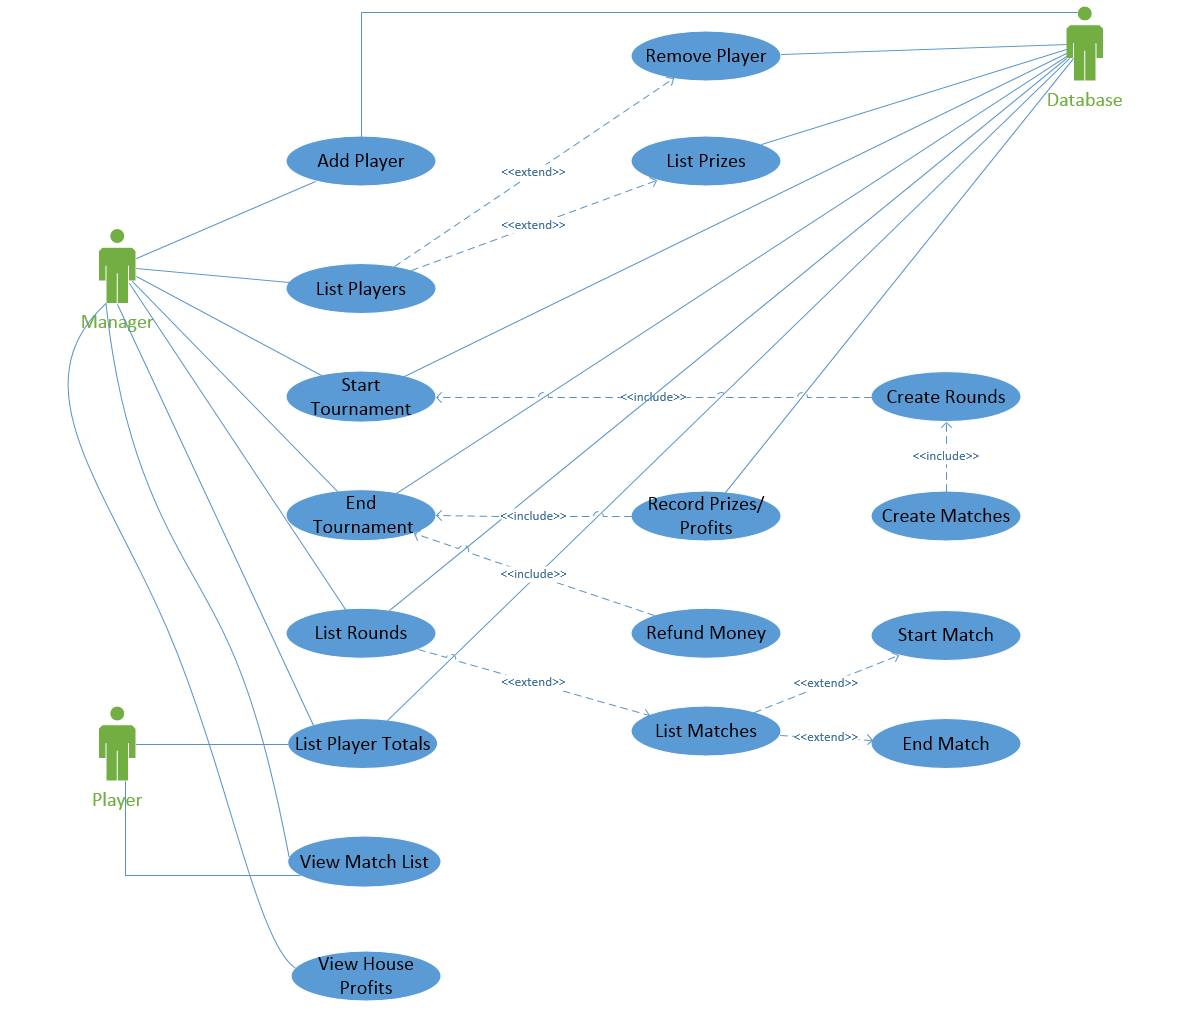 Remove Player
Database
Add Player
List Prizes
<<extend>>
<<extend>>
List Players
Manager
Start
Tournament
<<include>>
Create Rounds
<<include>>
End
Tournament
<<include>>
Record Prizes/
Profits
Create Matches
<<include>>
List Rounds
Refund Money
Start Match
<<extend>>
<<extend>>
List Player Totals
List Matches
<<extend>>
End Match
Player
View Match List
View House
Profits